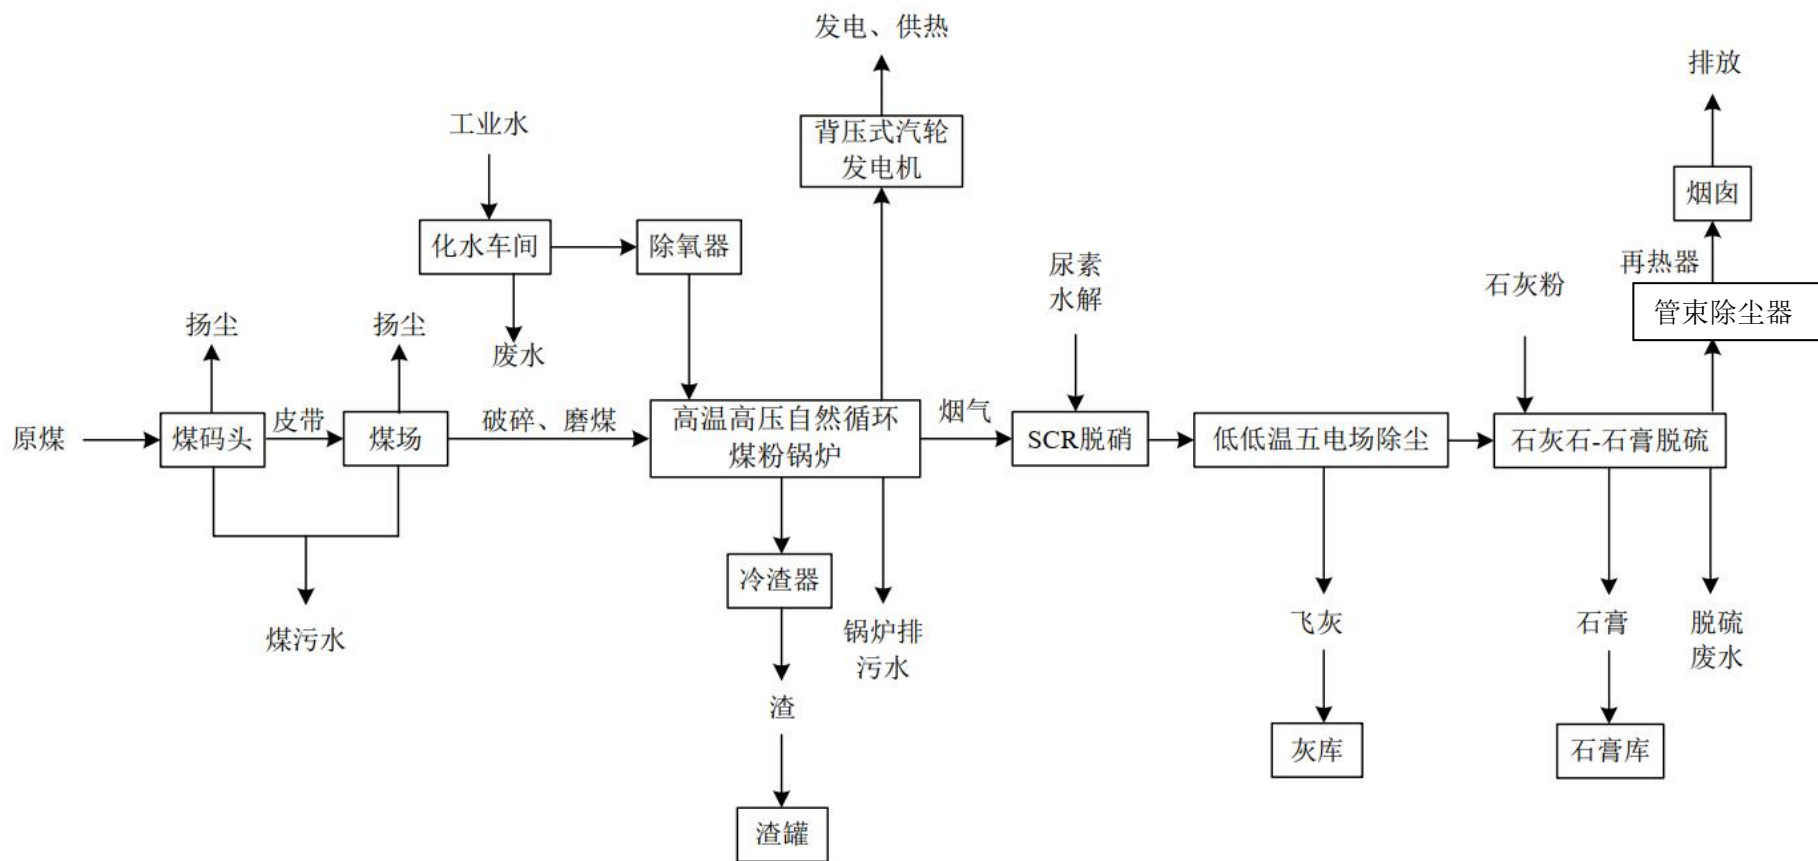 发电、供热
排放
工业水
背压式汽轮
发电机
烟囱
化水车间
除氧器
尿素
水解
再热器
石灰粉
管束除尘器
扬尘
扬尘
废水
原煤
煤码头
皮带
煤场
破碎、磨煤
高温高压自然循环
煤粉锅炉
烟气
SCR脱硝
低低温五电场除尘
石灰石-石膏脱硫
冷渣器
煤污水
锅炉排
污水
飞灰
石膏
脱硫
废水
渣
灰库
石膏库
渣罐